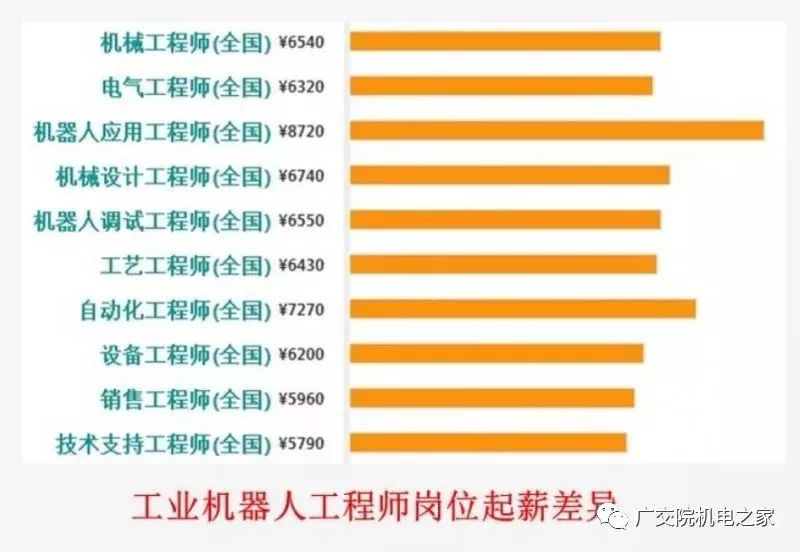 机械工程师(全国) ¥6540
电气工程师(全国) ¥6320
机器人应用工程师(全国) ¥8720
机械设计工程师(全国) ¥6740
机器人调试工程师(全国) ¥6550
工艺工程师(全国) ¥6430
自动化工程师(全国) ¥7270
设备工程师(全国) ¥6200
销售工程师(全国) ¥5960
技术支持工程师(全国) ¥5790
工业机器人工程师岗位起薪差异
广交院机电之家